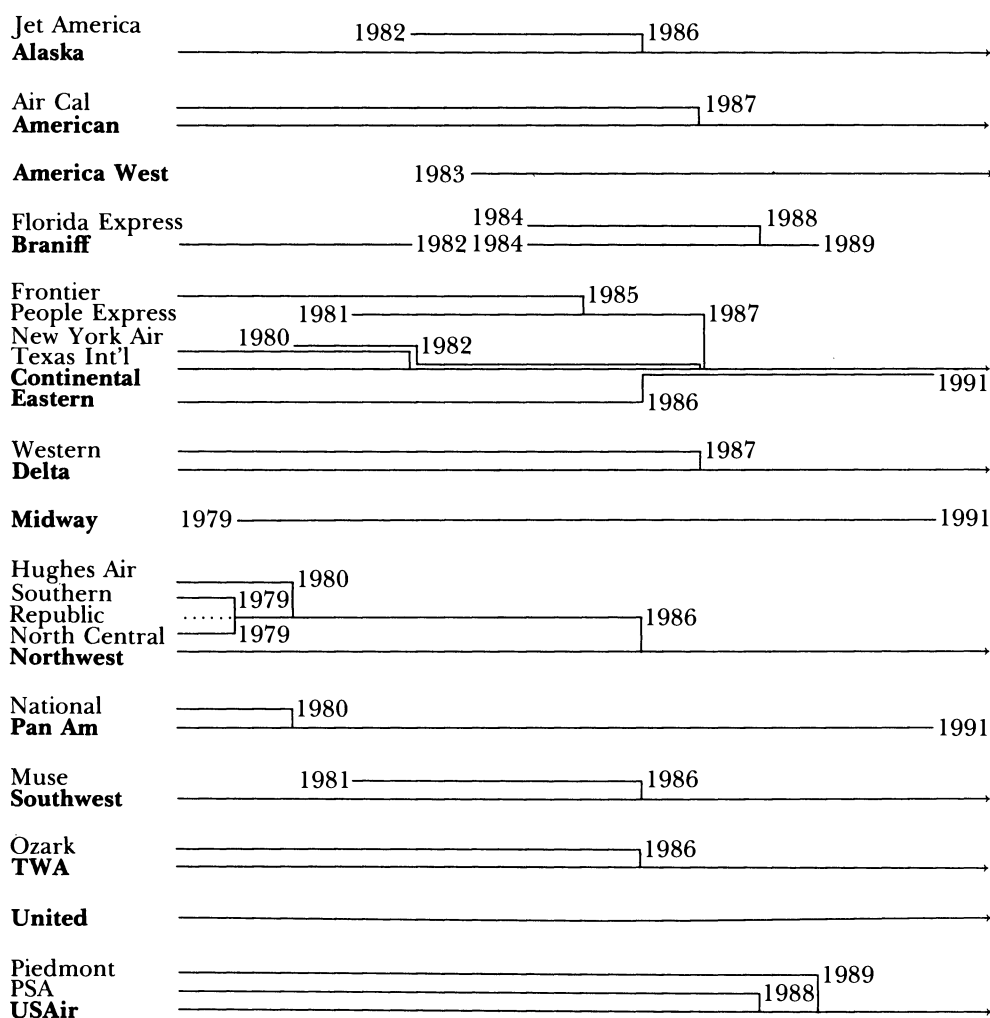 Jet America 1982 1986
Alaska
Air Cal 1987
American
America West 1983
Florida Express 1984 1988
Braniff 1982 1984 1989
Frontier 1985
People Express 1981 1987
New York Air 1980 1982
Texas Int'l
Continental 1991
Eastern 1986
Western 1987
Delta
Midway 1979 1991
Hughes Air 1980
Southern 1979
Republic 1986
North Central 1979
Northwest
National 1980
Pan Am 1991
Muse 1981 1986
Southwest
Ozark 1986
TWA
United
Piedmont 1989
PSA 1988
USAir